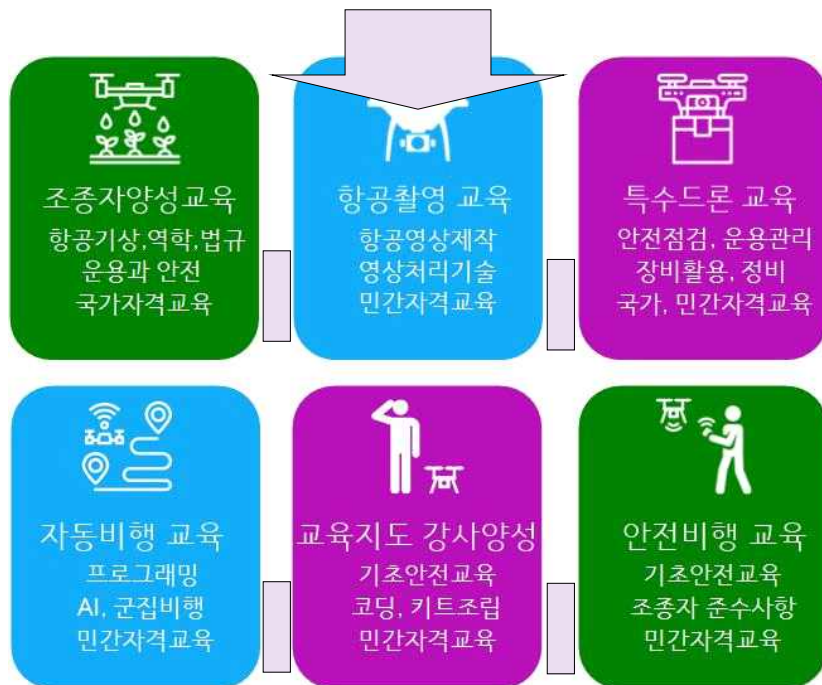 조종자양성교육
항공기상,역학,법규
운용과 안전
국가자격교육
항공촬영 교육
항공영상제작
영상처리기술
민간자격교육
특수드론 교육
안전점검, 운용관리
장비활용, 정비
국가, 민간자격교육
자동비행 교육
프로그래밍
AI, 군집비행
민간자격교육
교육지도 강사양성
기초안전교육
코딩, 키트조립
민간자격교육
안전비행 교육
기초안전교육
조종자 준수사항
민간자격교육